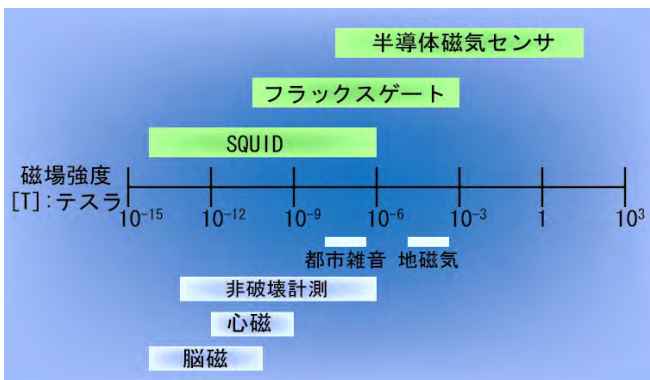 半導体磁気センサ
フラックスゲート
SQUID
磁場強度
[T]:テスラ
10⁻¹⁵ 10⁻¹² 10⁻⁹ 10⁻⁶ 10⁻³ 1 10³
都市雑音 地磁気
非破壊計測
心磁
脳磁